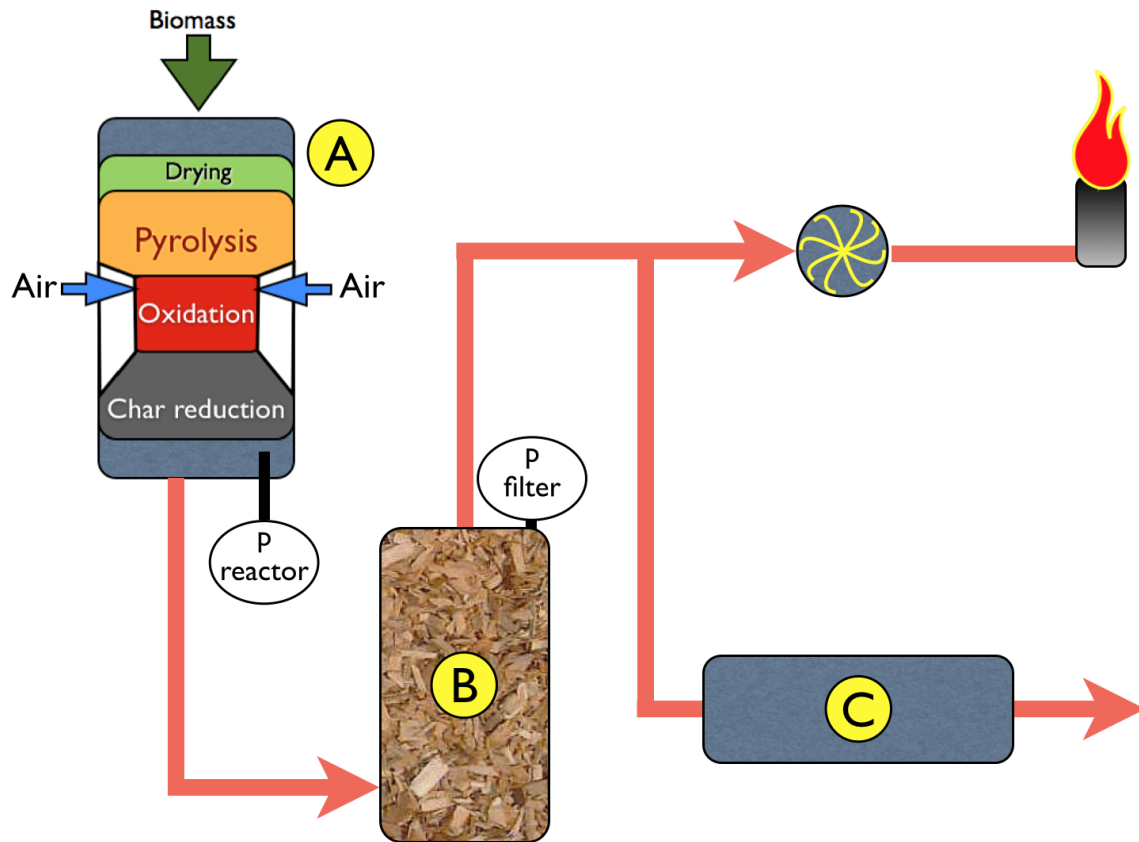 Biomass
A
Drying
Pyrolysis
Air
Air
Oxidation
Char reduction
P
filter
P
reactor
B
C